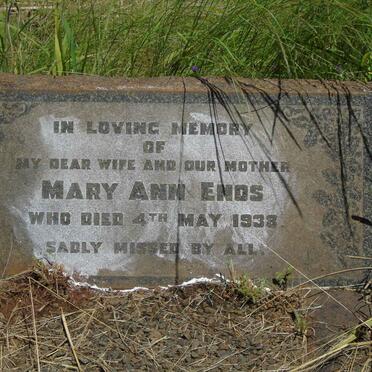 IN LOVING MEMORY
OF
MY DEAR WIFE AND OUR MOTHER
MARY ANN ENOS
WHO DIED 4TH MAY 1938
SADLY MISSED BY ALL.